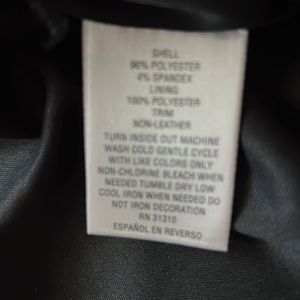 SHELL
96% POLYESTER
4% SPANDEX
LINING
100% POLYESTER
TRIM
NON-LEATHER
TURN INSIDE OUT MACHINE
WASH COLD GENTLE CYCLE
WITH LIKE COLORS ONLY
NON-CHLORINE BLEACH WHEN
NEEDED TUMBLE DRY LOW
COOL IRON WHEN NEEDED DO
NOT IRON DECORATION
RN 31310
ESPAÑOL EN REVERSO